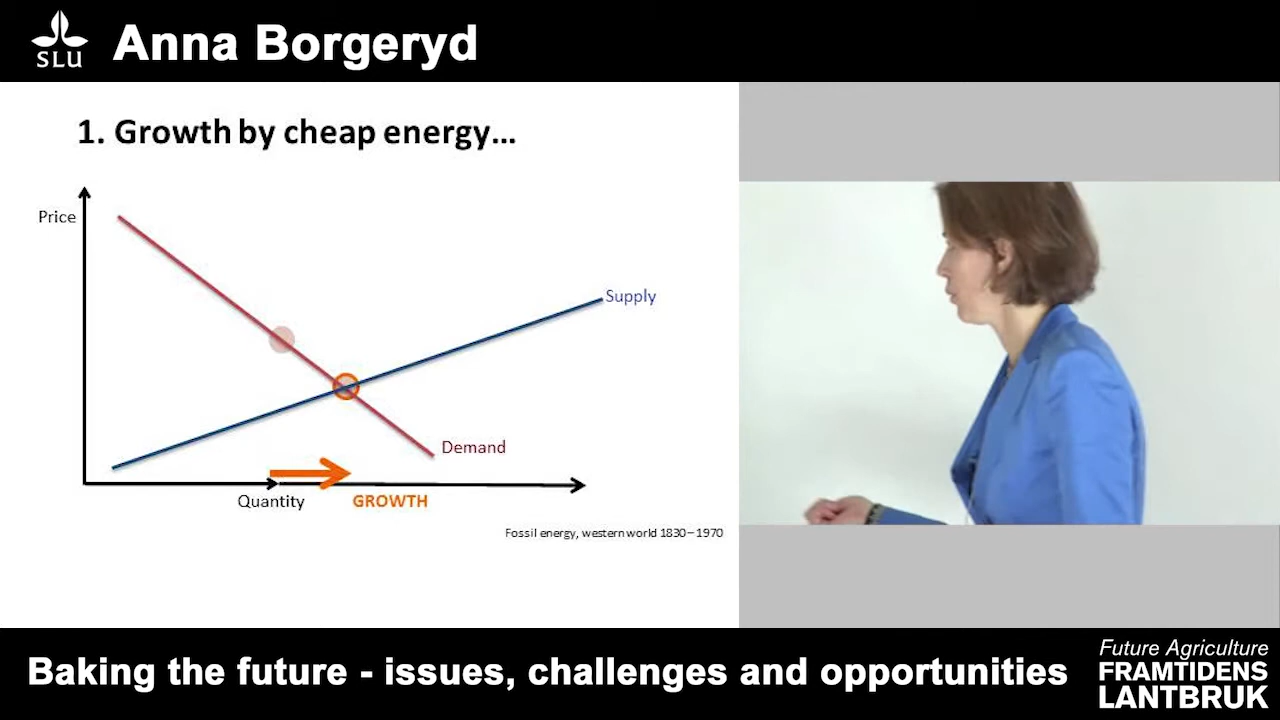 SLU
Anna Borgeryd
1. Growth by cheap energy...
Price
Supply
Demand
Quantity
GROWTH
Fossil energy, western world 1830–1970
Baking the future - issues, challenges and opportunities
Future Agriculture
FRAMTIDENS
LANTBRUK